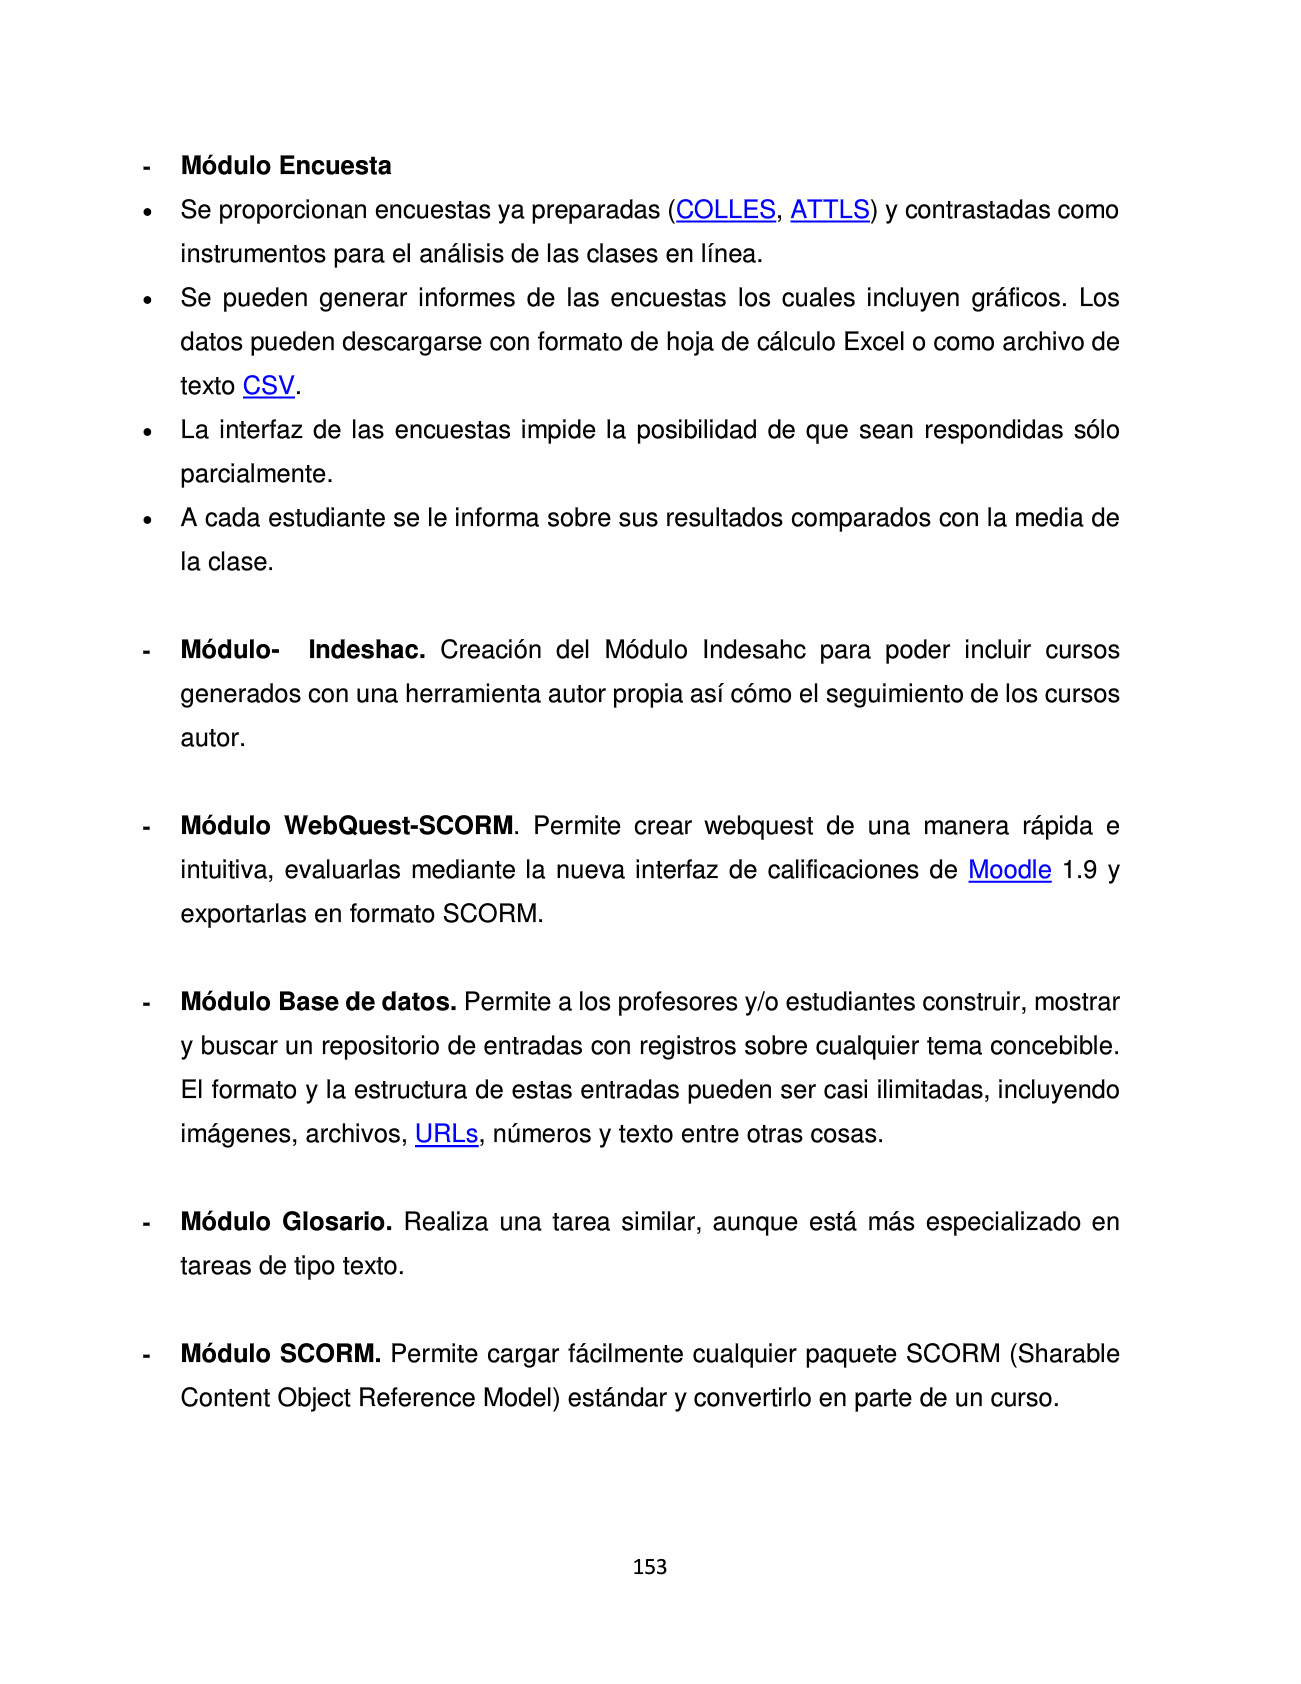 - Módulo Encuesta
• Se proporcionan encuestas ya preparadas (COLLES, ATTLS) y contrastadas como
instrumentos para el análisis de las clases en línea.
• Se pueden generar informes de las encuestas los cuales incluyen gráficos. Los
datos pueden descargarse con formato de hoja de cálculo Excel o como archivo de
texto CSV.
• La interfaz de las encuestas impide la posibilidad de que sean respondidas sólo
parcialmente.
• A cada estudiante se le informa sobre sus resultados comparados con la media de
la clase.
- Módulo- Indeshac. Creación del Módulo Indesahc para poder incluir cursos
generados con una herramienta autor propia así cómo el seguimiento de los cursos
autor.
- Módulo WebQuest-SCORM. Permite crear webquest de una manera rápida e
intuitiva, evaluarlas mediante la nueva interfaz de calificaciones de Moodle 1.9 y
exportarlas en formato SCORM.
- Módulo Base de datos. Permite a los profesores y/o estudiantes construir, mostrar
y buscar un repositorio de entradas con registros sobre cualquier tema concebible.
El formato y la estructura de estas entradas pueden ser casi ilimitadas, incluyendo
imágenes, archivos, URLs, números y texto entre otras cosas.
- Módulo Glosario. Realiza una tarea similar, aunque está más especializado en
tareas de tipo texto.
- Módulo SCORM. Permite cargar fácilmente cualquier paquete SCORM (Sharable
Content Object Reference Model) estándar y convertirlo en parte de un curso.
153